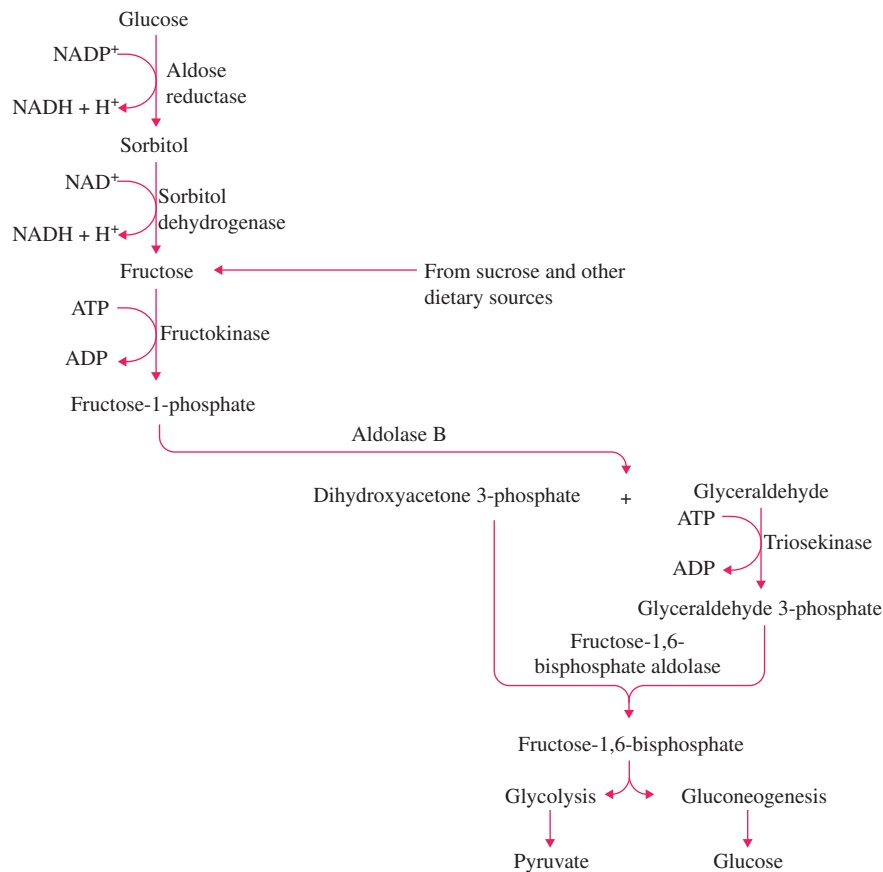 Glucose
NADP+
Aldose
reductase
NADH + H+
Sorbitol
NAD+
Sorbitol
dehydrogenase
NADH + H+
Fructose
From sucrose and other
dietary sources
ATP
Fructokinase
ADP
Fructose-1-phosphate
Aldolase B
Dihydroxyacetone 3-phosphate + Glyceraldehyde
ATP
Triosekinase
ADP
Glyceraldehyde 3-phosphate
Fructose-1,6-
bisphosphate aldolase
Fructose-1,6-bisphosphate
Glycolysis Gluconeogenesis
Pyruvate Glucose